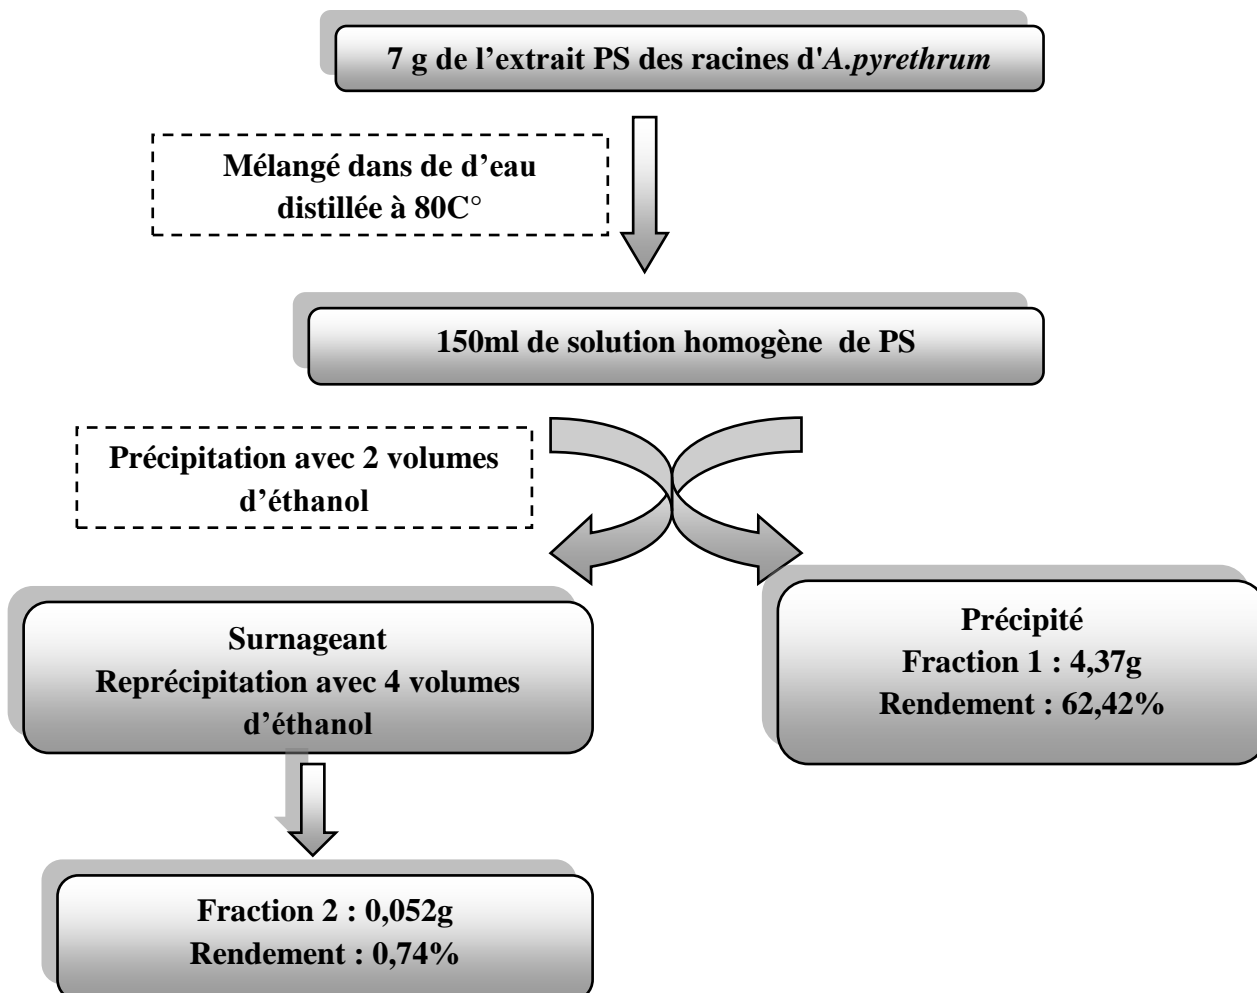 7 g de l’extrait PS des racines d'A.pyrethrum
Mélangé dans de d’eau
distillée à 80C°
150ml de solution homogène de PS
Précipitation avec 2 volumes
d’éthanol
Surnageant
Reprécipitation avec 4 volumes
d’éthanol
Précipité
Fraction 1 : 4,37g
Rendement : 62,42%
Fraction 2 : 0,052g
Rendement : 0,74%